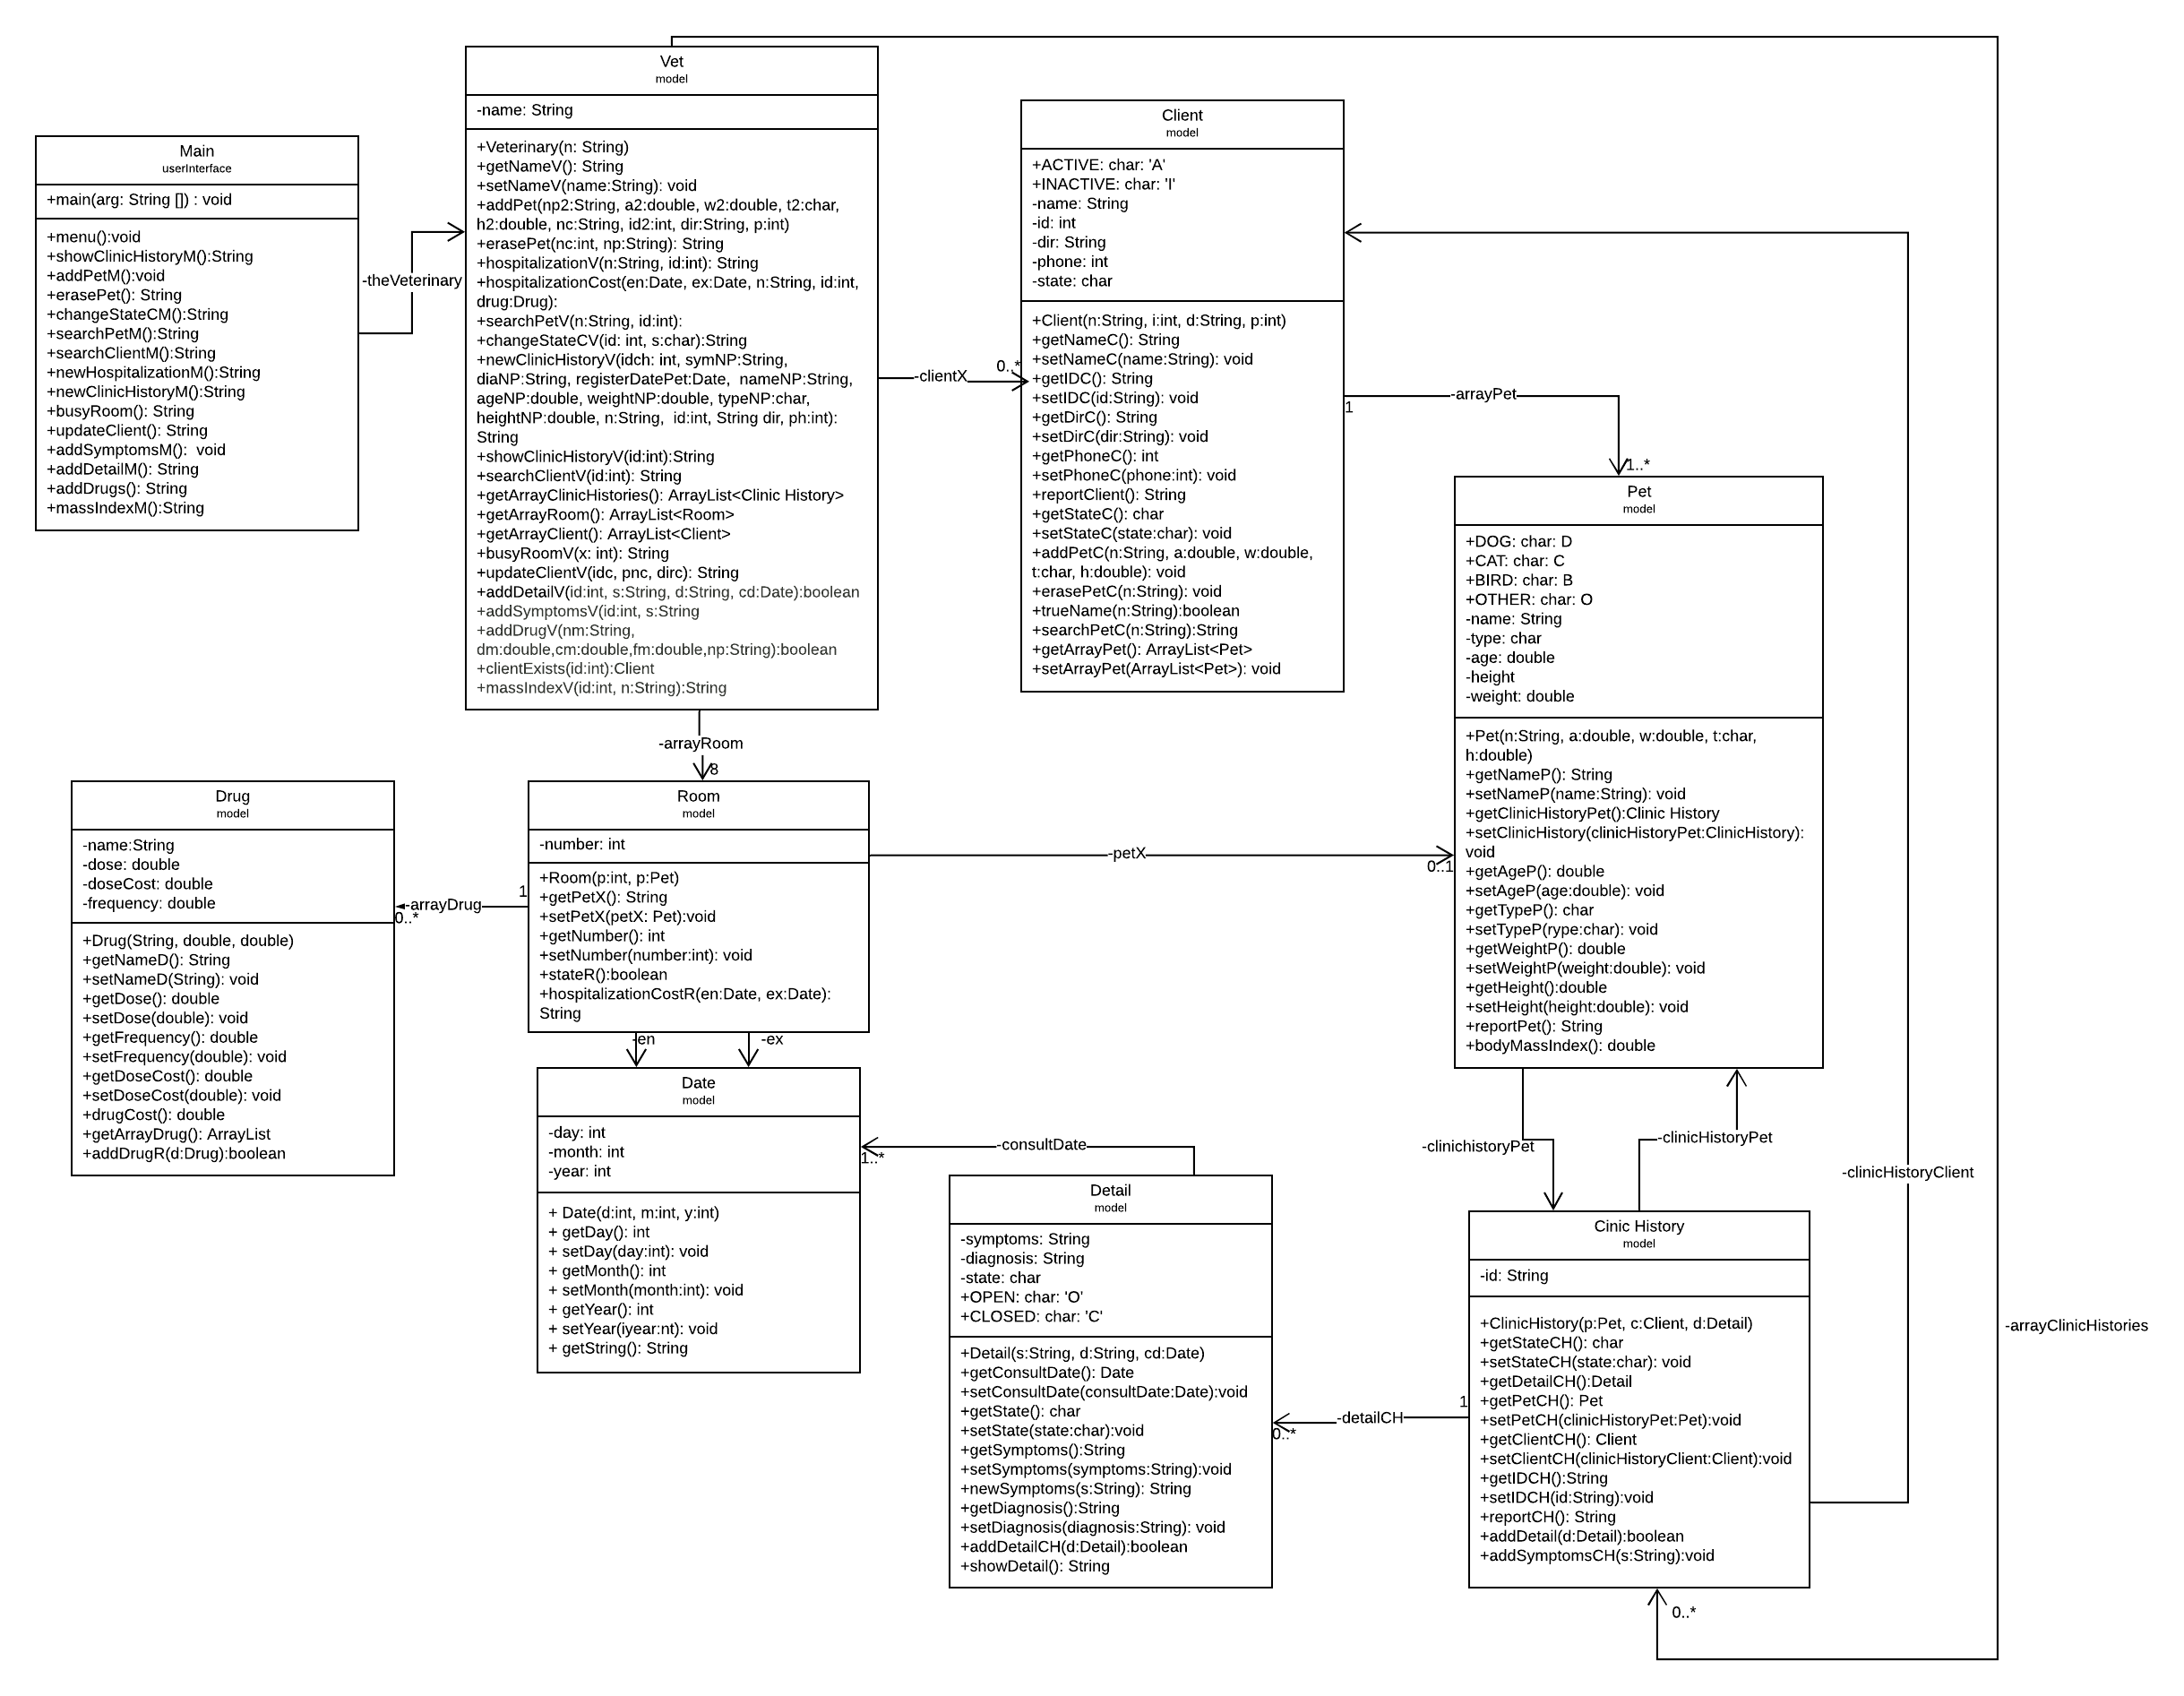 Vet
model
-name: String
+Veterinary(n: String)
+getNameV(): String
+setNameV(name:String): void
+addPet(np2:String, a2:double, w2:double, t2:char,
h2:double, nc:String, id2:int, dir:String, p:int)
+erasePet(nc:int, np:String): String
+hospitalizationV(n:String, id:int): String
+hospitalizationCost(en:Date, ex:Date, n:String, id:int,
drug:Drug):
+searchPetV(n:String, id:int):
+changeStateCV(id: int, s:char):String
+newClinicHistoryV(idch: int, symNP:String,
diaNP:String, registerDatePet:Date,  nameNP:String,
ageNP:double, weightNP:double, typeNP:char,
heightNP:double, n:String,  id:int, String dir, ph:int):
String
+showClinicHistoryV(id:int):String
+searchClientV(id:int): String
+getArrayClinicHistories(): ArrayList<Clinic History>
+getArrayRoom(): ArrayList<Room>
+getArrayClient(): ArrayList<Client>
+busyRoomV(x: int): String
+updateClientV(idc, pnc, dirc): String
+addDetailV(id:int, s:String, d:String, cd:Date):boolean
+addSymptomsV(id:int, s:String
+addDrugV(nm:String,
dm:double,cm:double,fm:double,np:String):boolean
+clientExists(id:int):Client
+massIndexV(id:int, n:String):String
Main
userInterface
+main(arg: String []) : void
+menu():void
+showClinicHistoryM():String
+addPetM():void
+erasePet(): String
+changeStateCM():String
+searchPetM():String
+searchClientM():String
+newHospitalizationM():String
+newClinicHistoryM():String
+busyRoom(): String
+updateClient(): String
+addSymptomsM():  void
+addDetailM(): String
+addDrugs(): String
+massIndexM():String
-theVeterinary
Client
model
+ACTIVE: char: 'A'
+INACTIVE: char: 'I'
-name: String
-id: int
-dir: String
-phone: int
-state: char
+Client(n:String, i:int, d:String, p:int)
+getNameC(): String
+setNameC(name:String): void
+getIDC(): String
+setIDC(id:String): void
+getDirC(): String
+setDirC(dir:String): void
+getPhoneC(): int
+setPhoneC(phone:int): void
+reportClient(): String
+getStateC(): char
+setStateC(state:char): void
+addPetC(n:String, a:double, w:double,
t:char, h:double): void
+erasePetC(n:String): void
+trueName(n:String):boolean
+searchPetC(n:String):String
+getArrayPet(): ArrayList<Pet>
+setArrayPet(ArrayList<Pet>): void
-clientX
0..*
-arrayPet
1
1..*
Pet
model
+DOG: char: D
+CAT: char: C
+BIRD: char: B
+OTHER: char: O
-name: String
-type: char
-age: double
-height
-weight: double
+Pet(n:String, a:double, w:double, t:char,
h:double)
+getNameP(): String
+setNameP(name:String): void
+getClinicHistoryPet():Clinic History
+setClinicHistory(clinicHistoryPet:ClinicHistory):
void
+getAgeP(): double
+setAgeP(age:double): void
+getTypeP(): char
+setTypeP(rype:char): void
+getWeightP(): double
+setWeightP(weight:double): void
+getHeight():double
+setHeight(height:double): void
+reportPet(): String
+bodyMassIndex(): double
-arrayRoom
8
Drug
model
-name:String
-dose: double
-doseCost: double
-frequency: double
+Drug(String, double, double)
+getNameD(): String
+setNameD(String): void
+getDose(): double
+setDose(double): void
+getFrequency(): double
+setFrequency(double): void
+getDoseCost(): double
+setDoseCost(double): void
+drugCost(): double
+getArrayDrug(): ArrayList
+addDrugR(d:Drug):boolean
1
-arrayDrug
0..*
Room
model
-number: int
+Room(p:int, p:Pet)
+getPetX(): String
+setPetX(petX: Pet):void
+getNumber(): int
+setNumber(number:int): void
+stateR():boolean
+hospitalizationCostR(en:Date, ex:Date):
String
-petX
0..1
-en
-ex
Date
model
-day: int
-month: int
-year: int
+ Date(d:int, m:int, y:int)
+ getDay(): int
+ setDay(day:int): void
+ getMonth(): int
+ setMonth(month:int): void
+ getYear(): int
+ setYear(iyear:nt): void
+ getString(): String
-consultDate
1..*
Detail
model
-symptoms: String
-diagnosis: String
-state: char
+OPEN: char: 'O'
+CLOSED: char: 'C'
+Detail(s:String, d:String, cd:Date)
+getConsultDate(): Date
+setConsultDate(consultDate:Date):void
+getState(): char
+setState(state:char):void
+getSymptoms():String
+setSymptoms(symptoms:String):void
+newSymptoms(s:String): String
+getDiagnosis():String
+setDiagnosis(diagnosis:String): void
+addDetailCH(d:Detail):boolean
+showDetail(): String
-clinichistoryPet
-clinicHistoryPet
-clinicHistoryClient
Cinic History
model
-id: String
+ClinicHistory(p:Pet, c:Client, d:Detail)
+getStateCH(): char
+setStateCH(state:char): void
+getDetailCH():Detail
+getPetCH(): Pet
+setPetCH(clinicHistoryPet:Pet):void
+getClientCH(): Client
+setClientCH(clinicHistoryClient:Client):void
+getIDCH():String
+setIDCH(id:String):void
+reportCH(): String
+addDetail(d:Detail):boolean
+addSymptomsCH(s:String):void
1
-detailCH
0..*
-arrayClinicHistories
0..*